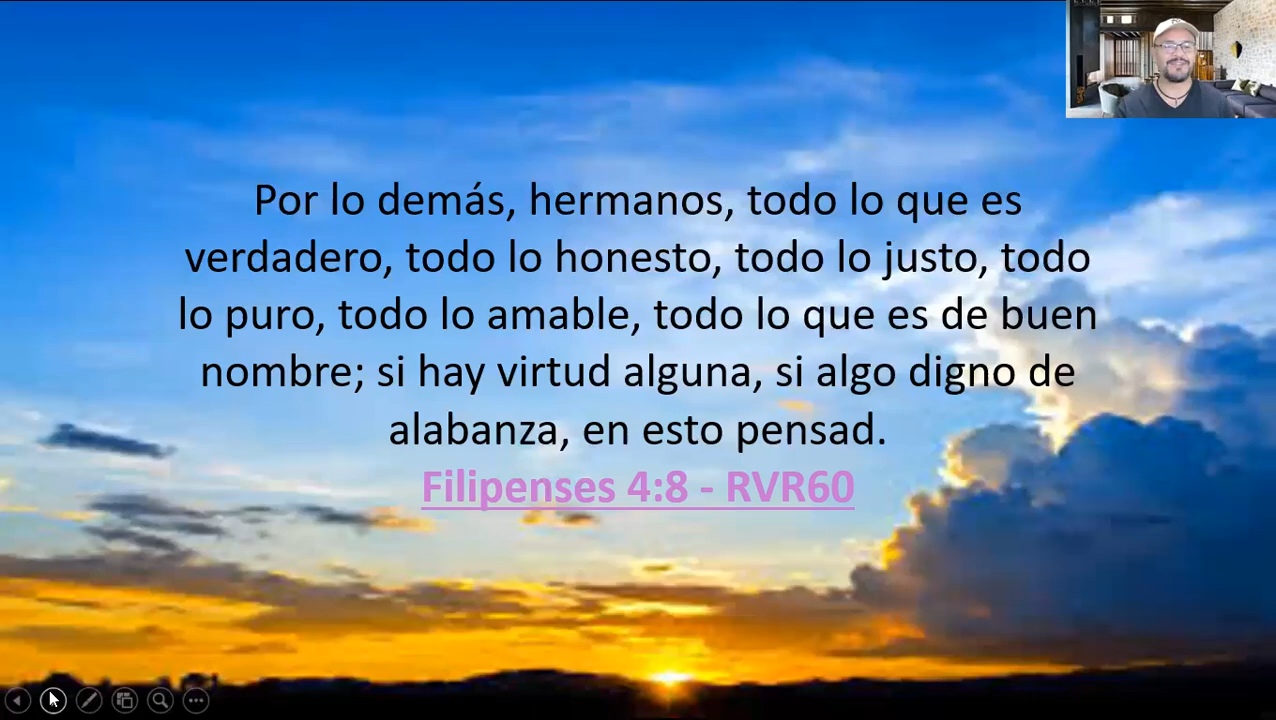 Por lo demás, hermanos, todo lo que es
verdadero, todo lo honesto, todo lo justo, todo
lo puro, todo lo amable, todo lo que es de buen
nombre; si hay virtud alguna, si algo digno de
alabanza, en esto pensad.
Filipenses 4:8 - RVR60